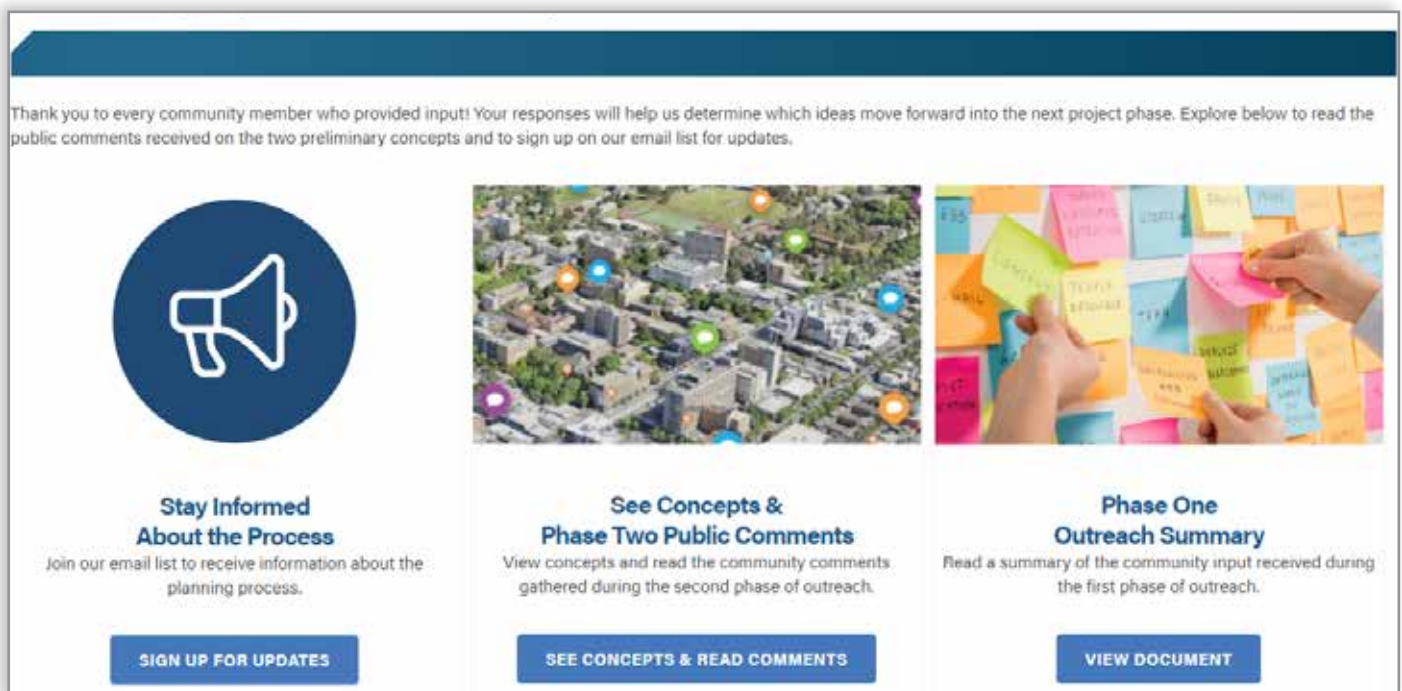 Thank you to every community member who provided input! Your responses will help us determine which ideas move forward into the next project phase. Explore below to read the
public comments received on the two preliminary concepts and to sign up on our email list for updates.
Stay Informed
About the Process
Join our email list to receive information about the
planning process.
SIGN UP FOR UPDATES
See Concepts &
Phase Two Public Comments
View concepts and read the community comments
gathered during the second phase of outreach.
SEE CONCEPTS & READ COMMENTS
Phase One
Outreach Summary
Read a summary of the community input received during
the first phase of outreach.
VIEW DOCUMENT